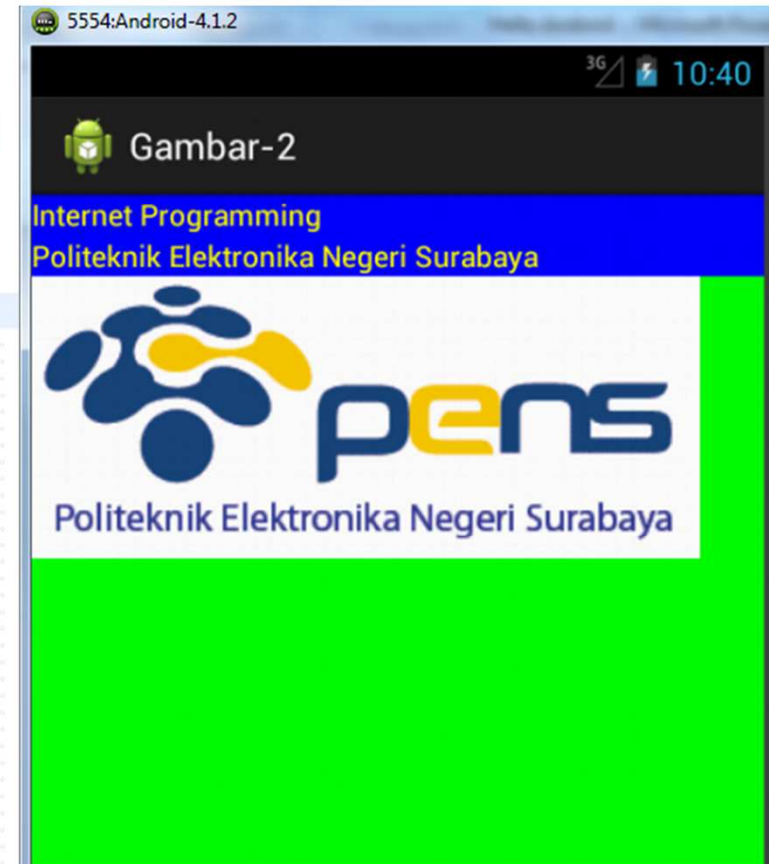 5554:Android-4.1.2
3G 10:40
Gambar-2
Internet Programming
Politeknik Elektronika Negeri Surabaya
pens
Politeknik Elektronika Negeri Surabaya